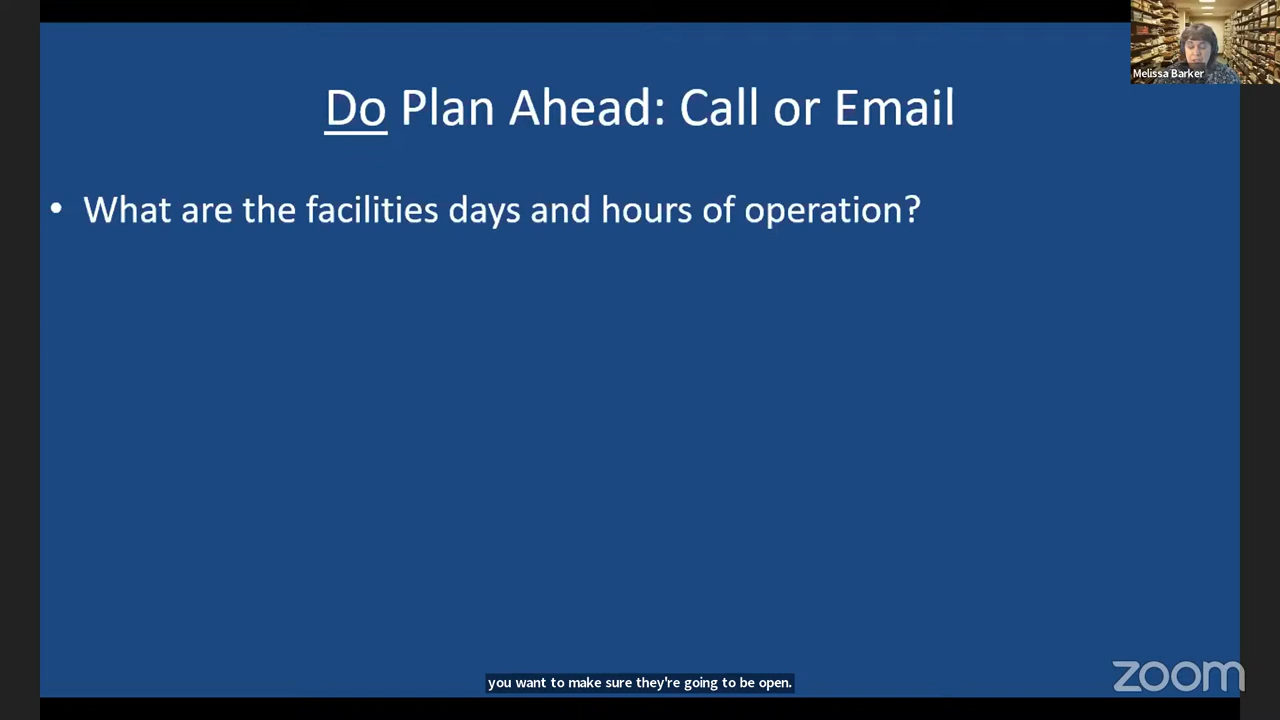 Melissa Barker
Do Plan Ahead: Call or Email
• What are the facilities days and hours of operation?
you want to make sure they're going to be open.
zoom